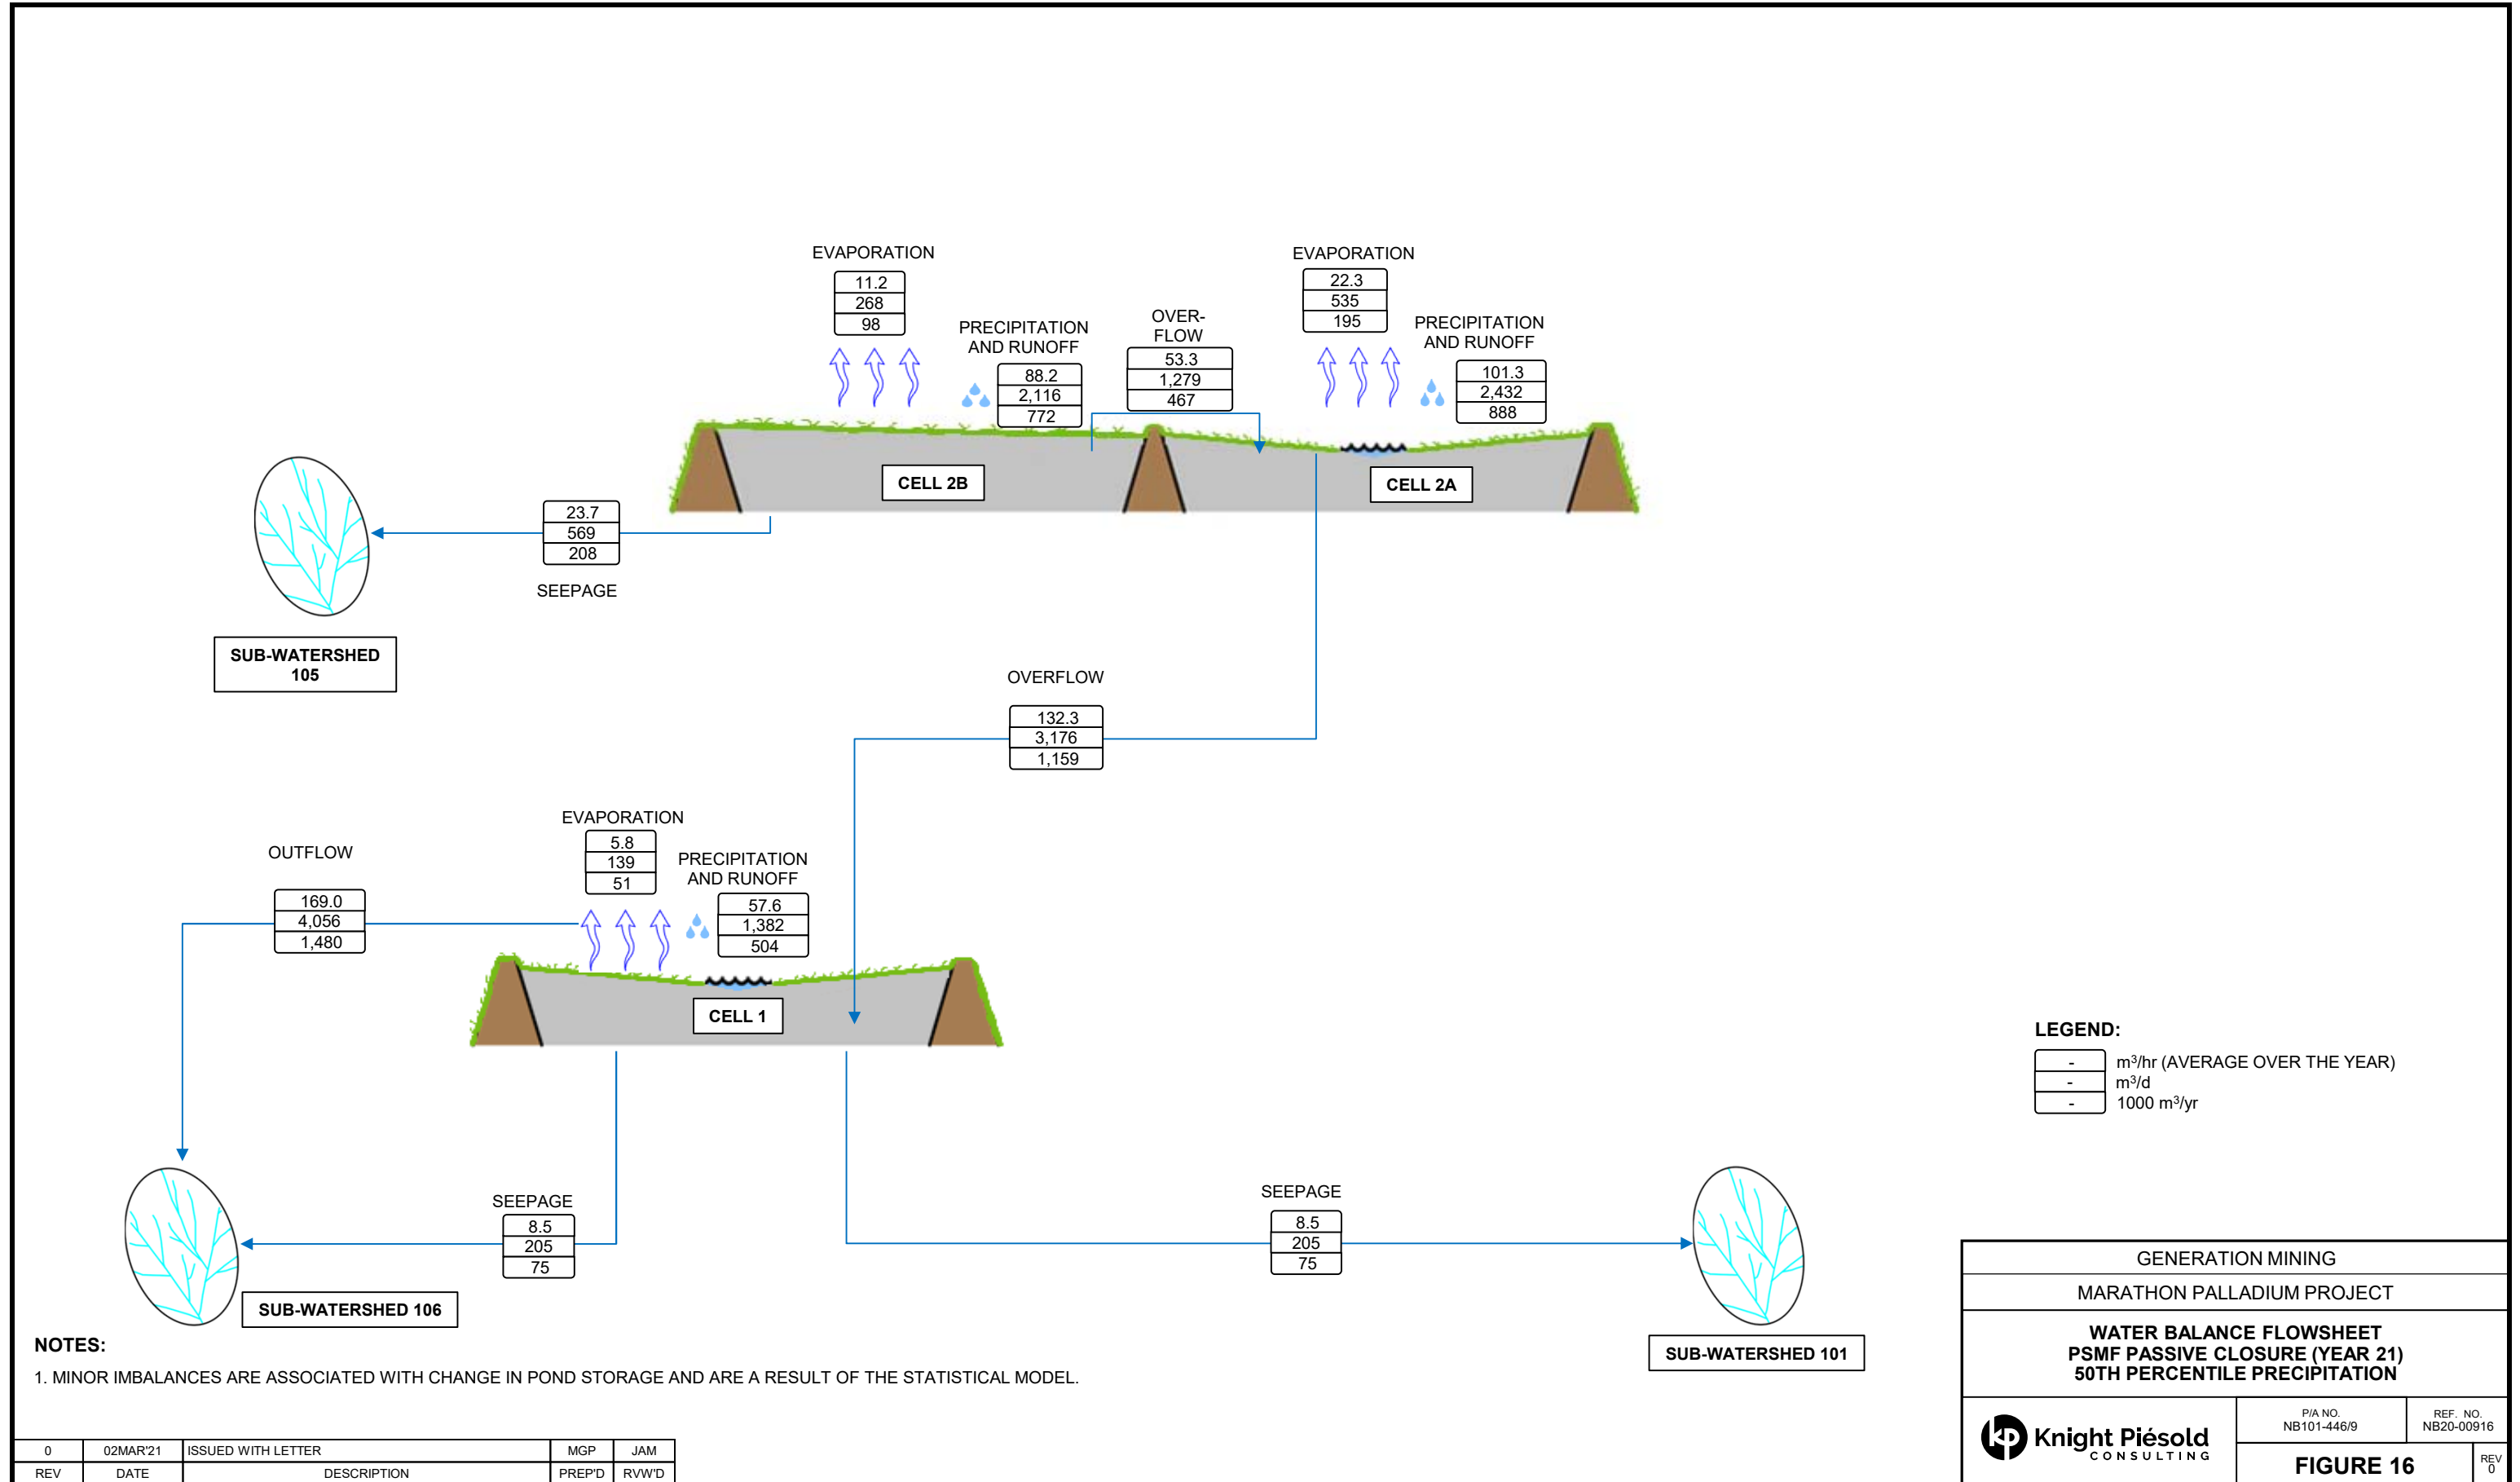 EVAPORATION
11.2
268
98
PRECIPITATION
AND RUNOFF
88.2
2,116
772
OVER-
FLOW
53.3
1,279
467
EVAPORATION
22.3
535
195
PRECIPITATION
AND RUNOFF
101.3
2,432
888
CELL 2B
CELL 2A
23.7
569
208
SEEPAGE
SUB-WATERSHED
105
OVERFLOW
132.3
3,176
1,159
OUTFLOW
169.0
4,056
1,480
EVAPORATION
5.8
139
51
PRECIPITATION
AND RUNOFF
57.6
1,382
504
CELL 1
LEGEND:
- m³/hr (AVERAGE OVER THE YEAR)
- m³/d
- 1000 m³/yr
SEEPAGE
8.5
205
75
SEEPAGE
8.5
205
75
SUB-WATERSHED 106
SUB-WATERSHED 101
NOTES:
1. MINOR IMBALANCES ARE ASSOCIATED WITH CHANGE IN POND STORAGE AND ARE A RESULT OF THE STATISTICAL MODEL.
GENERATION MINING
MARATHON PALLADIUM PROJECT
WATER BALANCE FLOWSHEET
PSMF PASSIVE CLOSURE (YEAR 21)
50TH PERCENTILE PRECIPITATION
kp Knight Piésold
CONSULTING
P/A NO.
NB101-446/9
REF. NO.
NB20-00916
FIGURE 16
REV
0
0 02MAR'21 ISSUED WITH LETTER MGP JAM
REV DATE DESCRIPTION PREP'D RVW'D